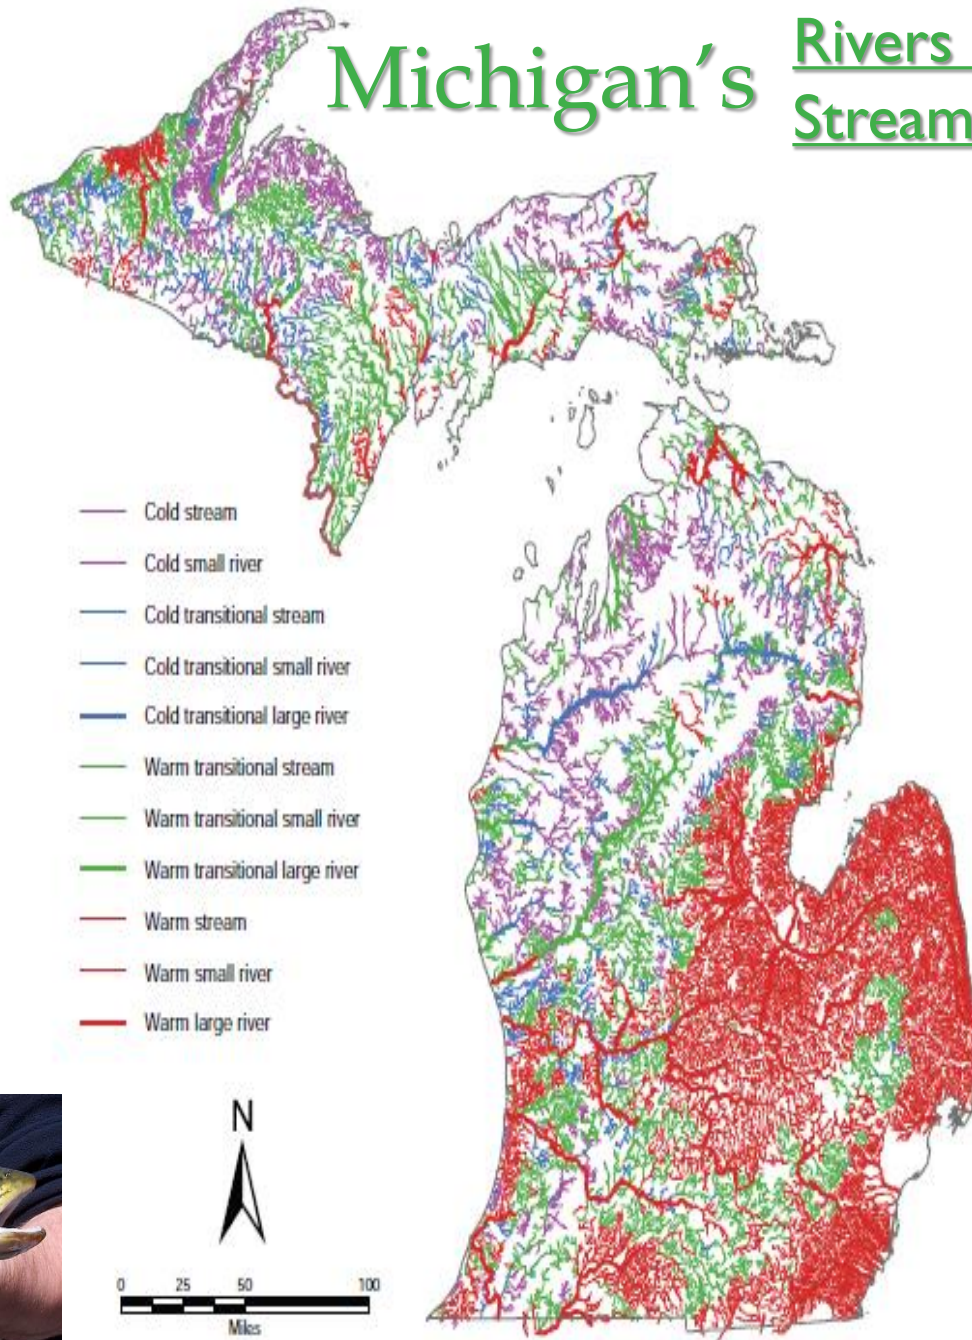 Michigan's
Rivers
Stream
Cold stream
Cold small river
Cold transitional stream
Cold transitional small river
Cold transitional large river
Warm transitional stream
Warm transitional small river
Warm transitional large river
Warm stream
Warm small river
Warm large river
N
0 25 50 100
Miles